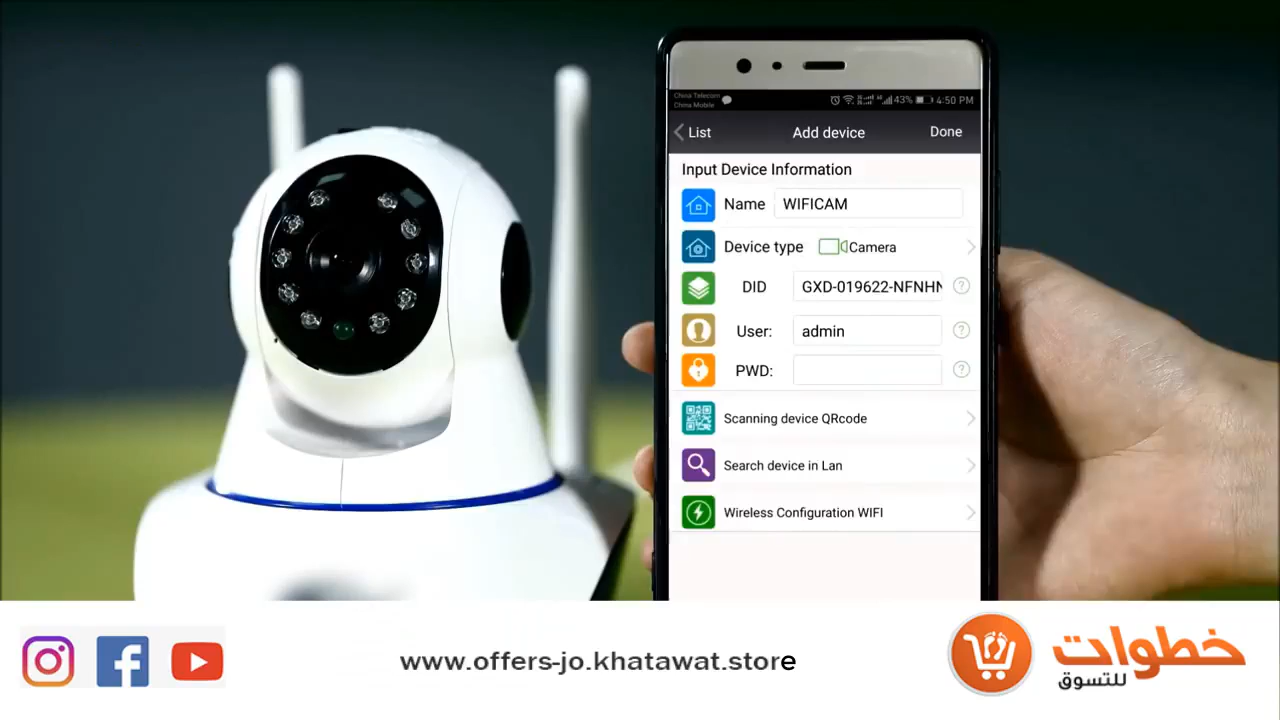 China Telecom
China Mobile
43% 4:50 PM
List
Add device
Done
Input Device Information
Name WIFICAM
Device type Camera
DID GXD-019622-NFNHN
User: admin
PWD:
Scanning device QRcode
Search device in Lan
Wireless Configuration WIFI
www.offers-jo.khatawat.store
خطوات
للتسوق